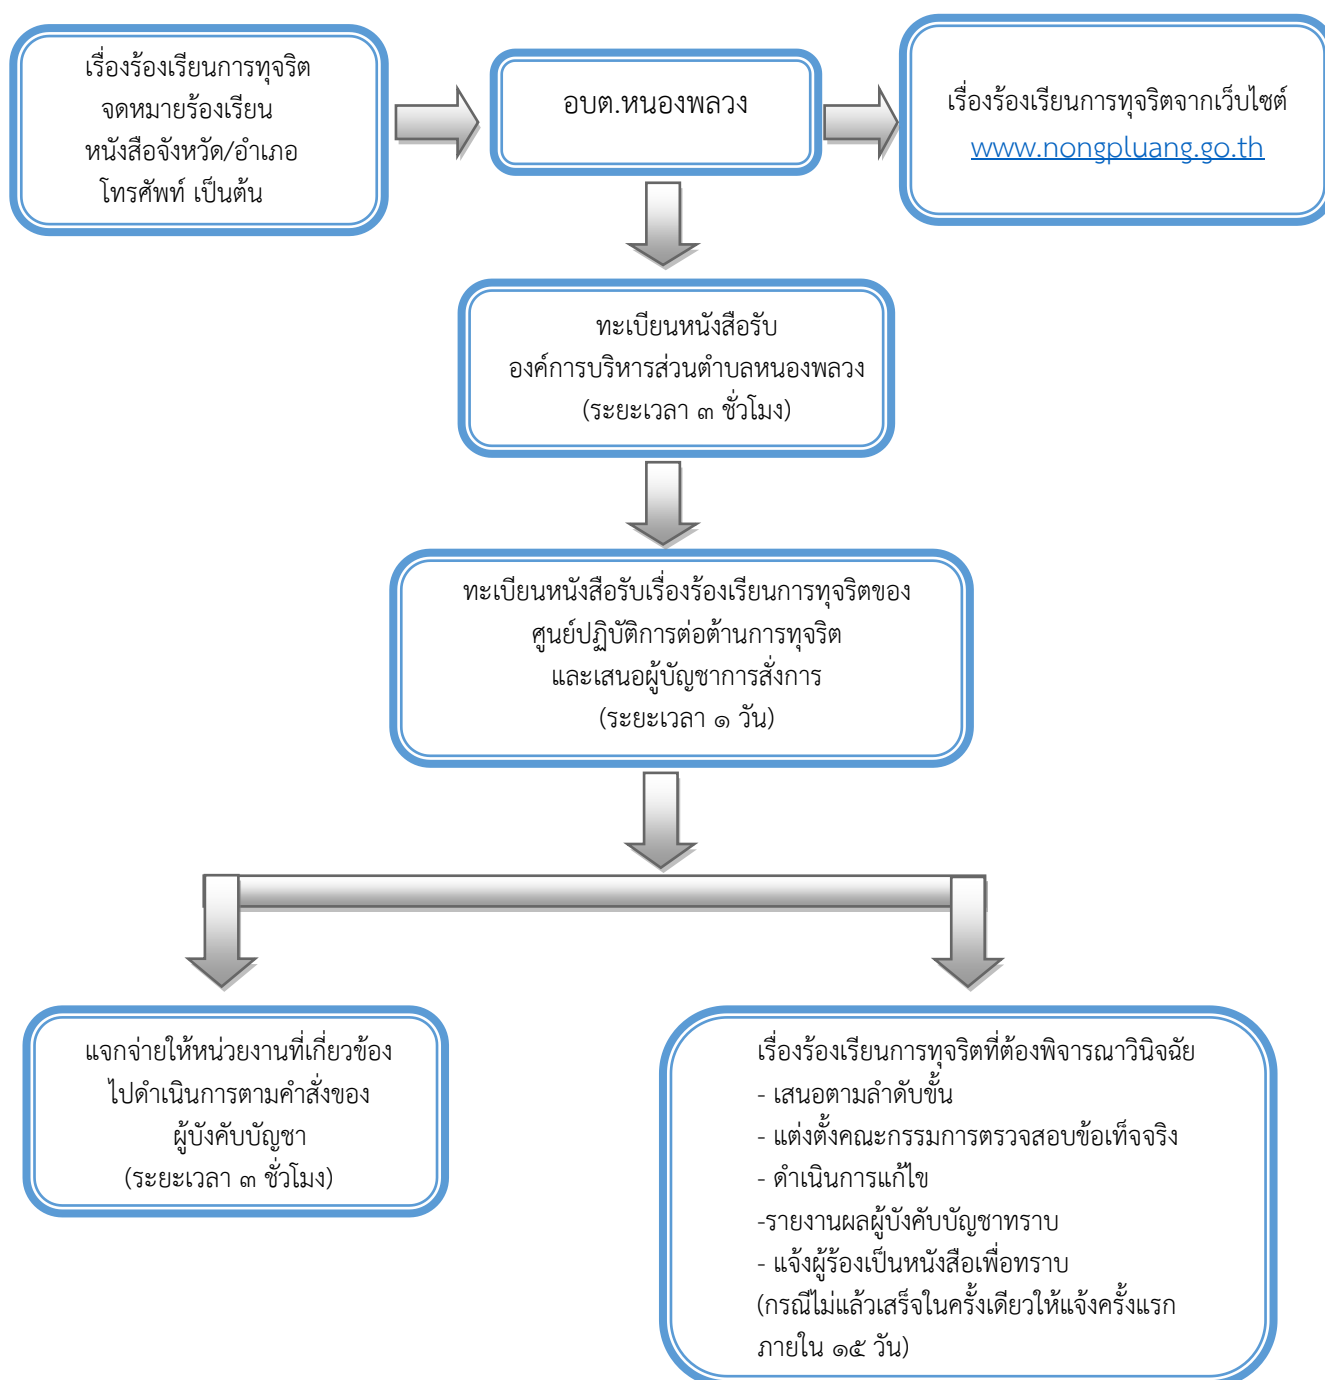 เรื่องร้องเรียนการทุจริต
จดหมายร้องเรียน
หนังสือจังหวัด/อำเภอ
โทรศัพท์ เป็นต้น
อบต.หนองพลวง
เรื่องร้องเรียนการทุจริตจากเว็บไซต์
www.nongpluang.go.th
ทะเบียนหนังสือรับ
องค์การบริหารส่วนตำบลหนองพลวง
(ระยะเวลา ๓ ชั่วโมง)
ทะเบียนหนังสือรับเรื่องร้องเรียนการทุจริตของ
ศูนย์ปฏิบัติการต่อต้านการทุจริต
และเสนอผู้บัญชาการสั่งการ
(ระยะเวลา ๑ วัน)
แจกจ่ายให้หน่วยงานที่เกี่ยวข้อง
ไปดำเนินการตามคำสั่งของ
ผู้บังคับบัญชา
(ระยะเวลา ๓ ชั่วโมง)
เรื่องร้องเรียนการทุจริตที่ต้องพิจารณาวินิจฉัย
- เสนอตามลำดับขั้น
- แต่งตั้งคณะกรรมการตรวจสอบข้อเท็จจริง
- ดำเนินการแก้ไข
-รายงานผลผู้บังคับบัญชาทราบ
- แจ้งผู้ร้องเป็นหนังสือเพื่อทราบ
(กรณีไม่แล้วเสร็จในครั้งเดียวให้แจ้งครั้งแรก
ภายใน ๑๕ วัน)